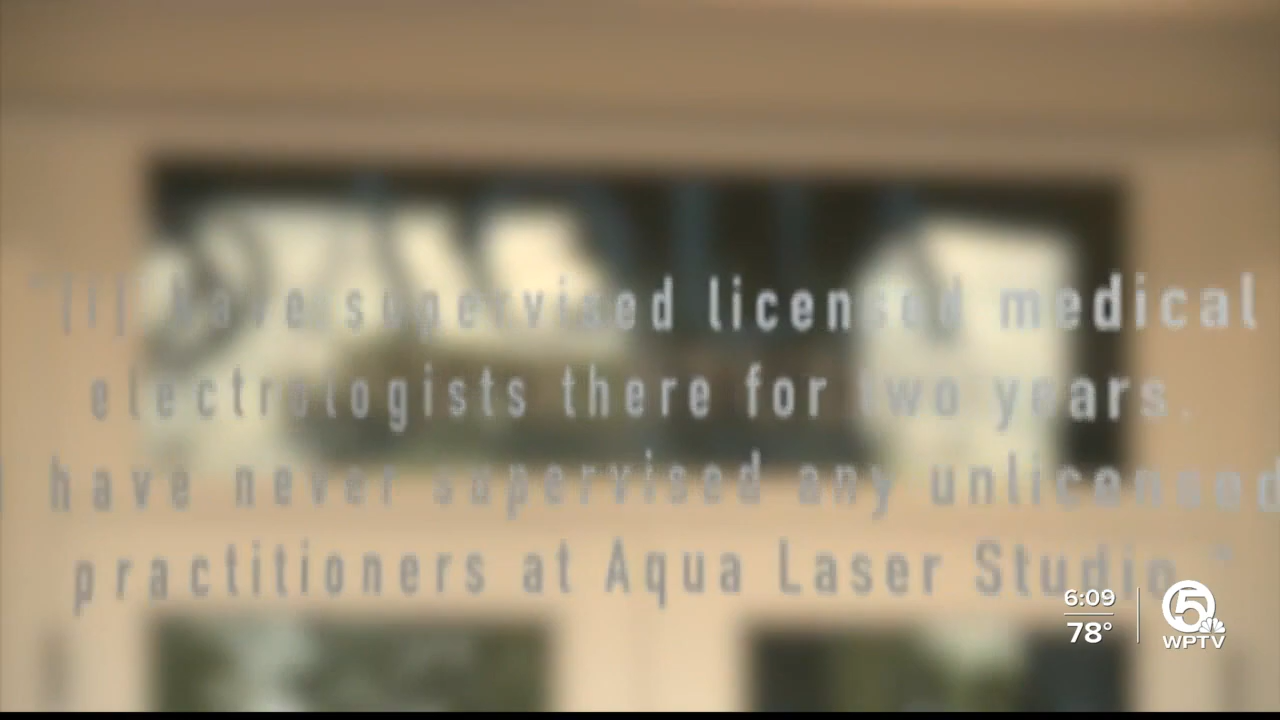 "[I] have supervised licensed medical
electrologists there for two years.
I have never supervised any unlicensed
practitioners at Aqua Laser Studio."
6:09
78°
5
WPTV